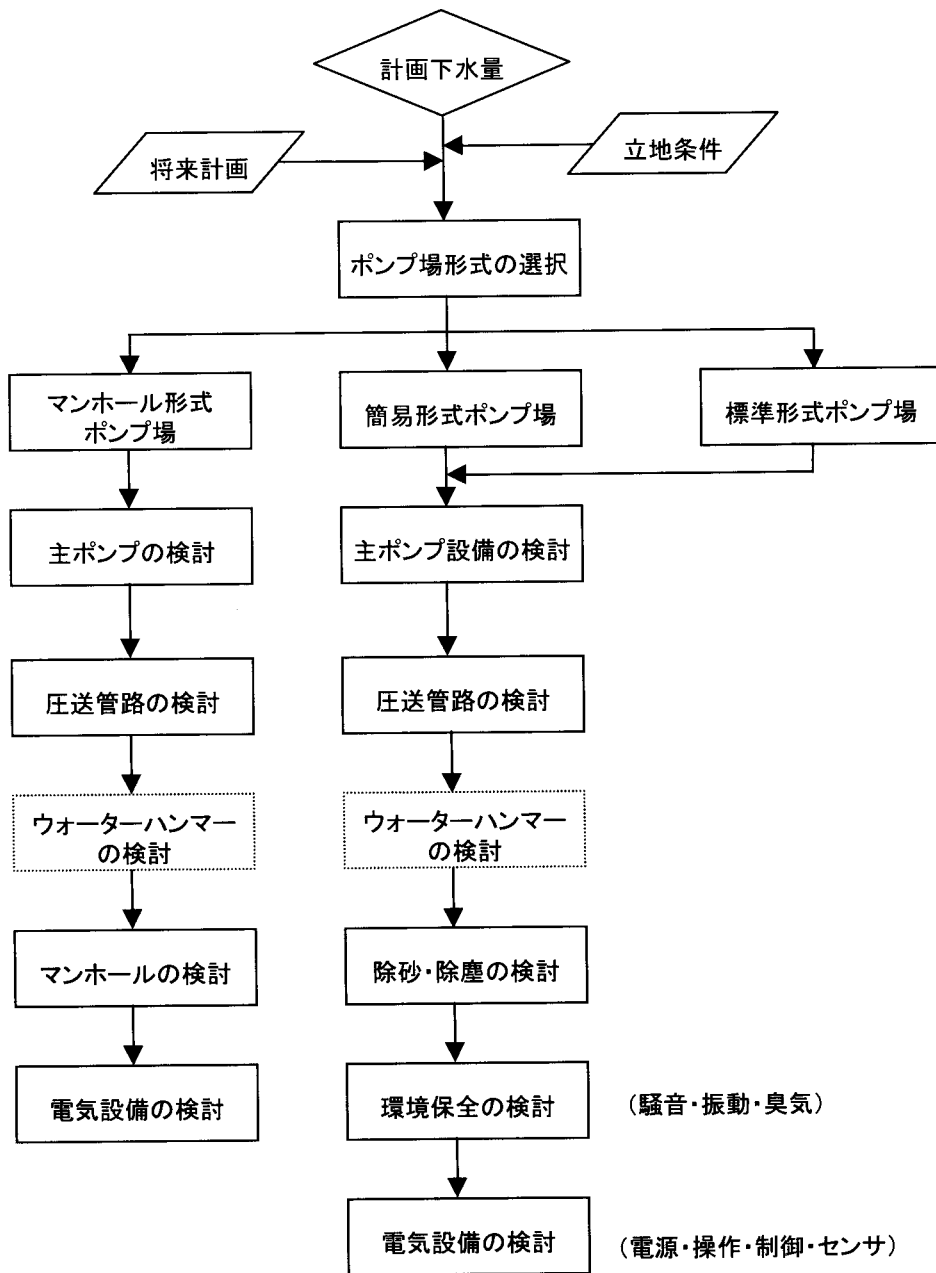 計画下水量
将来計画
立地条件
ポンプ場形式の選択
マンホール形式
ポンプ場
簡易形式ポンプ場
標準形式ポンプ場
主ポンプの検討
主ポンプ設備の検討
圧送管路の検討
圧送管路の検討
ウォーターハンマー
の検討
ウォーターハンマー
の検討
マンホールの検討
除砂・除塵の検討
電気設備の検討
環境保全の検討
(騒音・振動・臭気)
電気設備の検討
(電源・操作・制御・センサ)